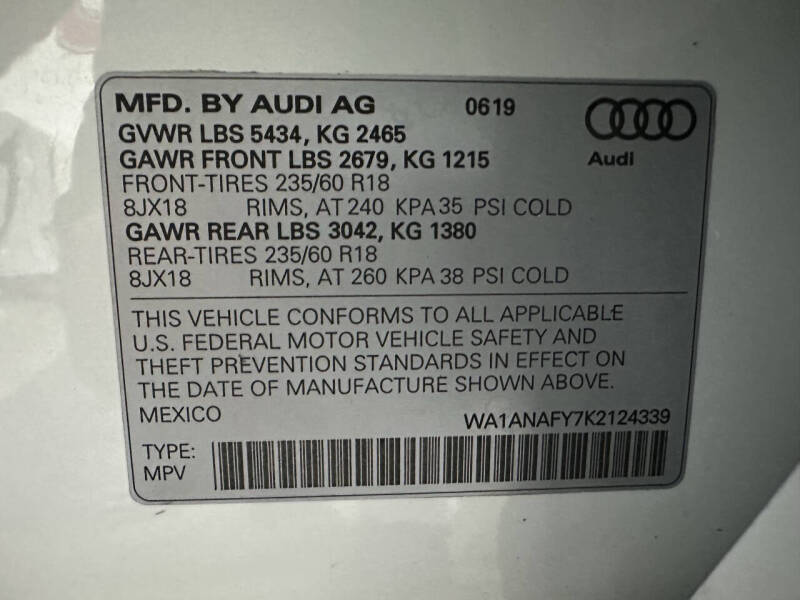 MFD. BY AUDI AG 0619
GVWR LBS 5434, KG 2465
GAWR FRONT LBS 2679, KG 1215
Audi
FRONT-TIRES 235/60 R18
8JX18 RIMS, AT 240 KPA 35 PSI COLD
GAWR REAR LBS 3042, KG 1380
REAR-TIRES 235/60 R18
8JX18 RIMS, AT 260 KPA 38 PSI COLD
THIS VEHICLE CONFORMS TO ALL APPLICABLE
U.S. FEDERAL MOTOR VEHICLE SAFETY AND
THEFT PREVENTION STANDARDS IN EFFECT ON
THE DATE OF MANUFACTURE SHOWN ABOVE.
MEXICO WA1ANAFY7K2124339
TYPE:
MPV